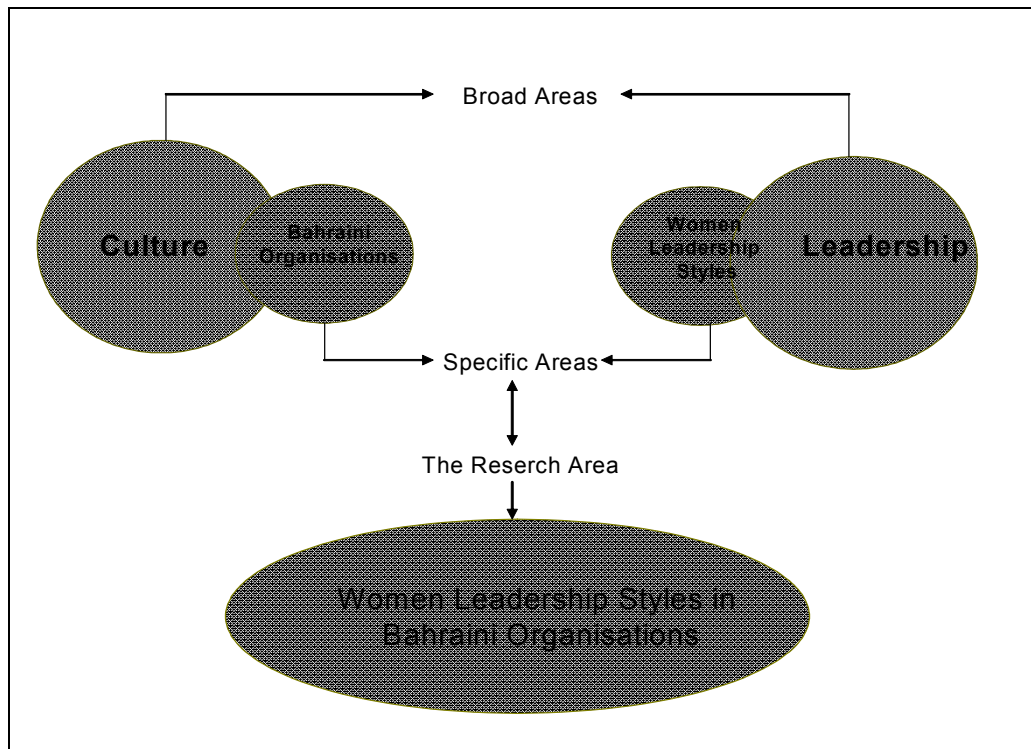 Broad Areas
Culture
Bahraini
Organisations
Women
Leadership
Styles
Leadership
Specific Areas
The Reserch Area
Women Leadership Styles in
Bahraini Organisations